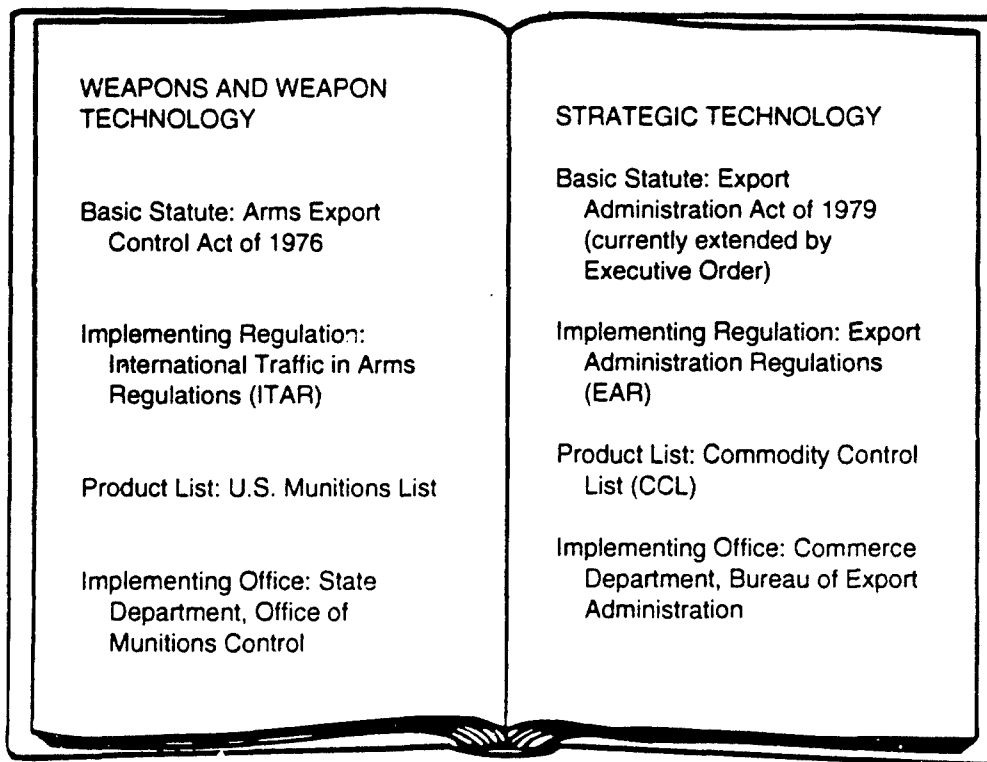 WEAPONS AND WEAPON
TECHNOLOGY
Basic Statute: Arms Export
Control Act of 1976
Implementing Regulation:
International Traffic in Arms
Regulations (ITAR)
Product List: U.S. Munitions List
Implementing Office: State
Department, Office of
Munitions Control
STRATEGIC TECHNOLOGY
Basic Statute: Export
Administration Act of 1979
(currently extended by
Executive Order)
Implementing Regulation: Export
Administration Regulations
(EAR)
Product List: Commodity Control
List (CCL)
Implementing Office: Commerce
Department, Bureau of Export
Administration